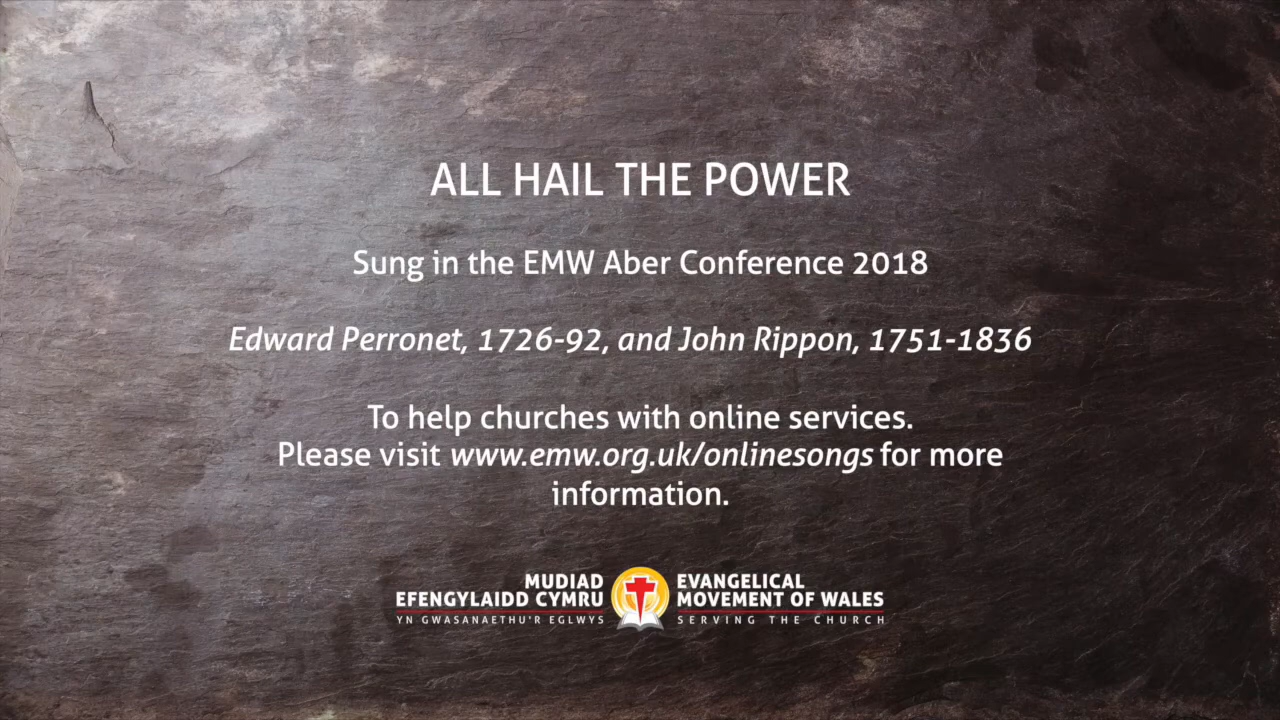 ALL HAIL THE POWER
Sung in the EMW Aber Conference 2018
Edward Perronet, 1726-92, and John Rippon, 1751-1836
To help churches with online services.
Please visit www.emw.org.uk/onlinesongs for more
information.
MUDIAD
EFENGYLAIDD CYMRU
YN GWASANAETHU'R EGLWYS
EVANGELICAL
MOVEMENT OF WALES
SERVING THE CHURCH